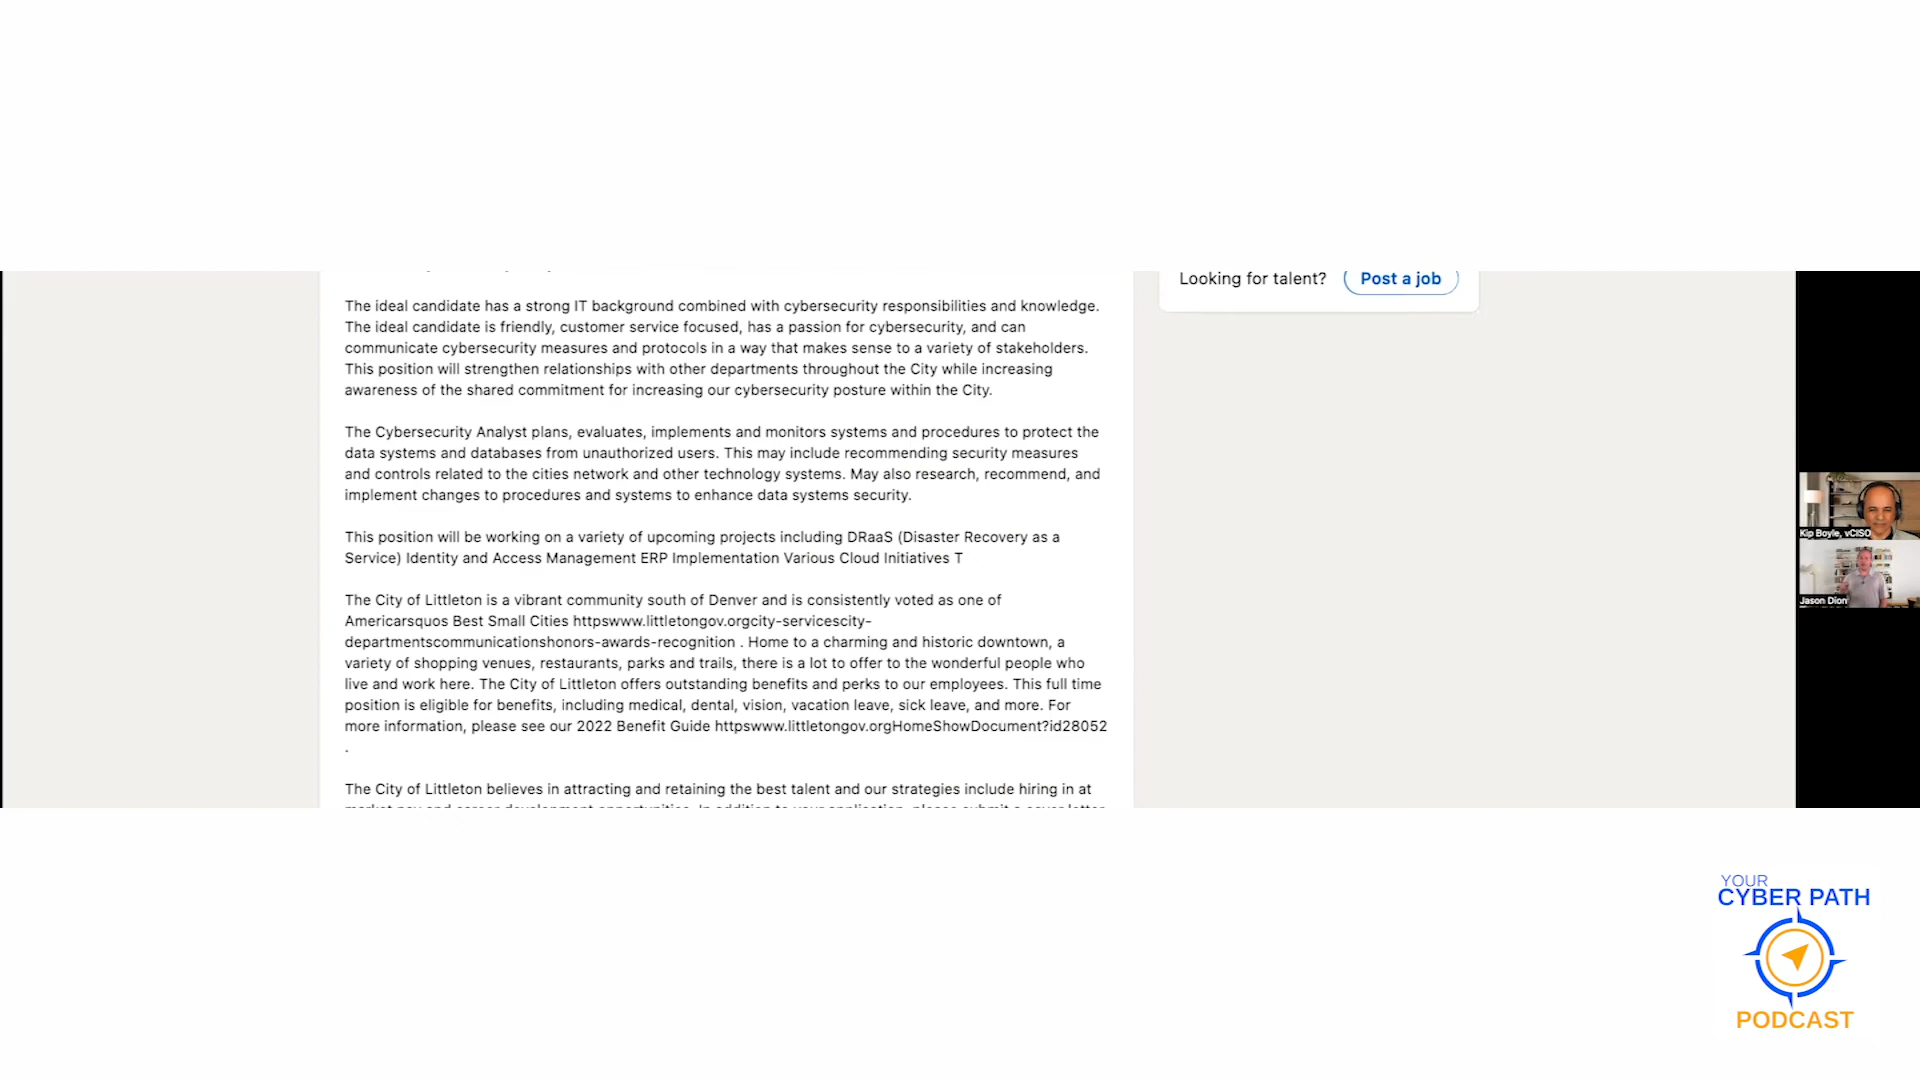 Looking for talent? Post a job
The ideal candidate has a strong IT background combined with cybersecurity responsibilities and knowledge.
The ideal candidate is friendly, customer service focused, has a passion for cybersecurity, and can
communicate cybersecurity measures and protocols in a way that makes sense to a variety of stakeholders.
This position will strengthen relationships with other departments throughout the City while increasing
awareness of the shared commitment for increasing our cybersecurity posture within the City.
The Cybersecurity Analyst plans, evaluates, implements and monitors systems and procedures to protect the
data systems and databases from unauthorized users. This may include recommending security measures
and controls related to the cities network and other technology systems. May also research, recommend, and
implement changes to procedures and systems to enhance data systems security.
This position will be working on a variety of upcoming projects including DRaaS (Disaster Recovery as a
Service) Identity and Access Management ERP Implementation Various Cloud Initiatives T
The City of Littleton is a vibrant community south of Denver and is consistently voted as one of
Americarsquos Best Small Cities httpswww.littletongov.orgcity-servicescity-
departmentscommunicationshonors-awards-recognition . Home to a charming and historic downtown, a
variety of shopping venues, restaurants, parks and trails, there is a lot to offer to the wonderful people who
live and work here. The City of Littleton offers outstanding benefits and perks to our employees. This full time
position is eligible for benefits, including medical, dental, vision, vacation leave, sick leave, and more. For
more information, please see our 2022 Benefit Guide httpswww.littletongov.orgHomeShowDocument?id28052
.
The City of Littleton believes in attracting and retaining the best talent and our strategies include hiring in at
Kip Boyle, vCISO
Jason Dion
YOUR
CYBER PATH
PODCAST